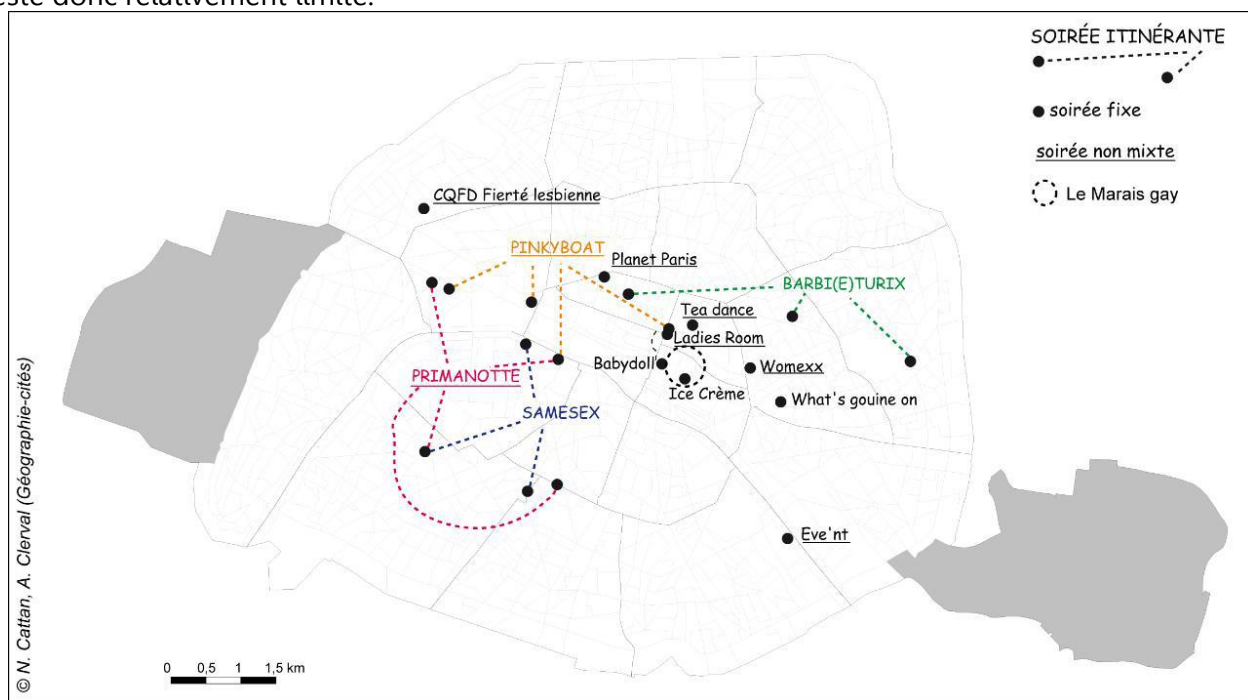 este donc relativement limité.
SOIRÉE ITINÉRANTE
soirée fixe
soirée non mixte
Le Marais gay
CQFD Fierté lesbienne
PINKYBOAT
Planet Paris
BARBI(E)TURIX
Tea dance
Ladies Room
Babydoll
Womexx
PRIMANOTTE
Ice Crème
What's gouine on
SAMESEX
Eve'nt
© N. Cattan, A. Clerval (Géographie-cités)
0 0,5 1 1,5 km